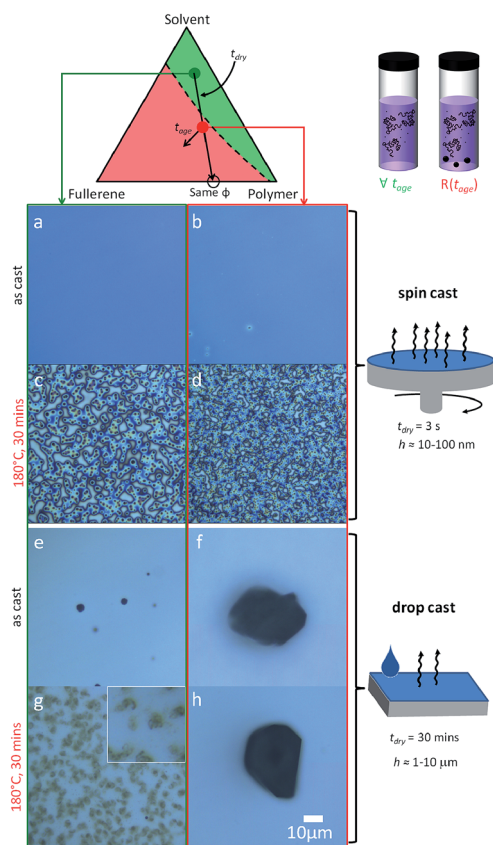 Solvent
t_dry
t_age
Fullerene
Same ϕ
Polymer
∀ t_age
R(t_age)
a
b
as cast
c
d
180°C, 30 mins
spin cast
t_dry = 3 s
h ≈ 10-100 nm
e
f
as cast
g
h
180°C, 30 mins
10μm
drop cast
t_dry = 30 mins
h ≈ 1-10 μm